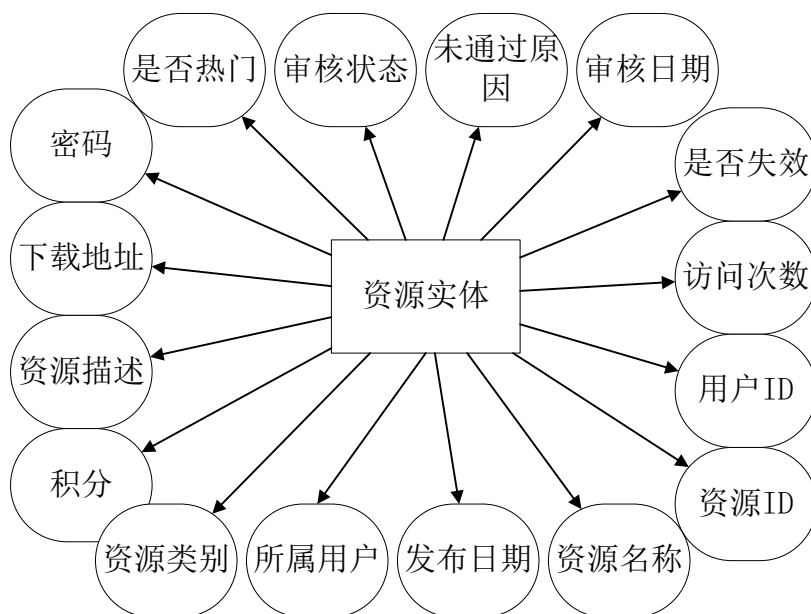 是否热门
审核状态
未通过原
因
审核日期
密码
是否失效
下载地址
资源实体
访问次数
资源描述
用户ID
积分
资源ID
资源类别
所属用户
发布日期
资源名称